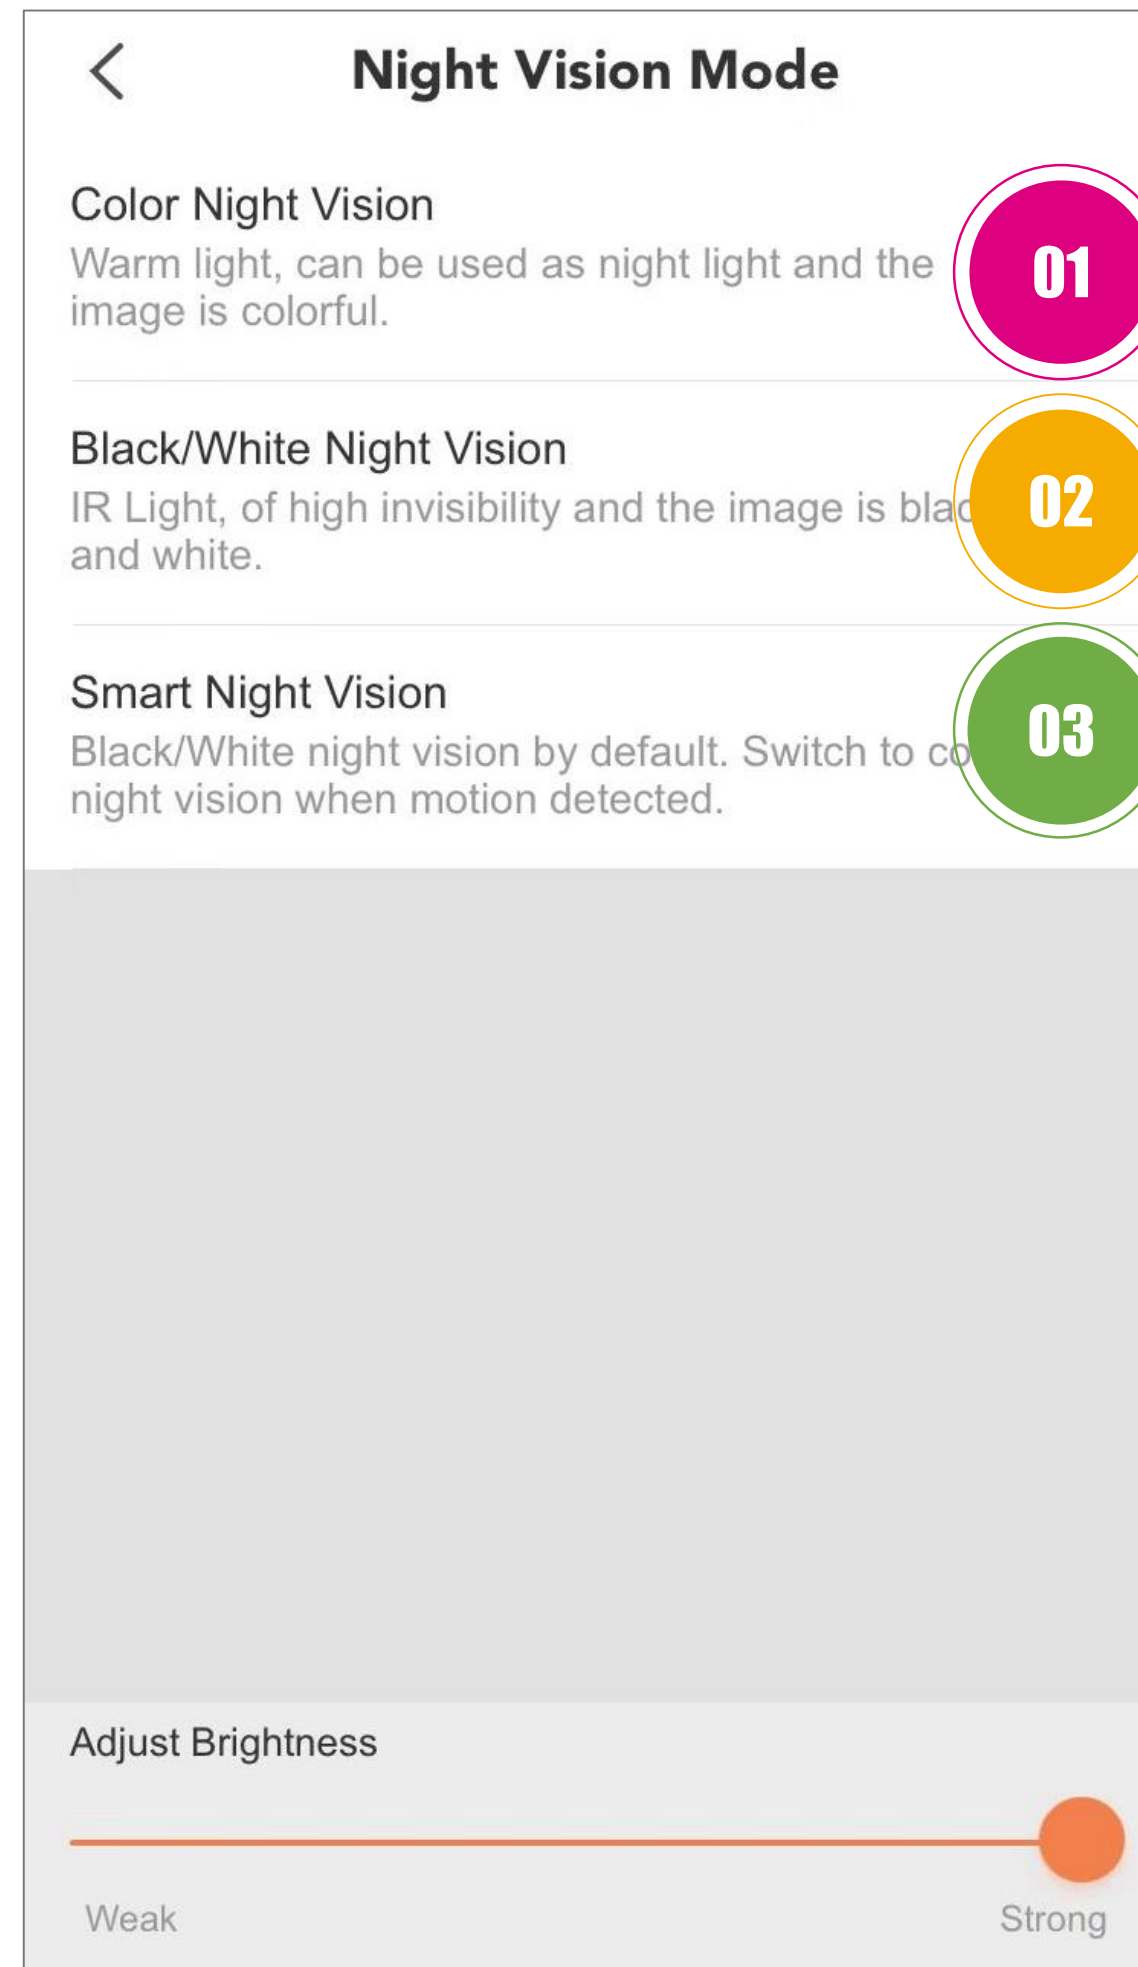 Night Vision Mode
Color Night Vision
Warm light, can be used as night light and the
image is colorful.
01
Black/White Night Vision
IR Light, of high invisibility and the image is
and white.
02
Smart Night Vision
Black/White night vision by default. Switch to
night vision when motion detected.
03
Adjust Brightness
Weak
Strong